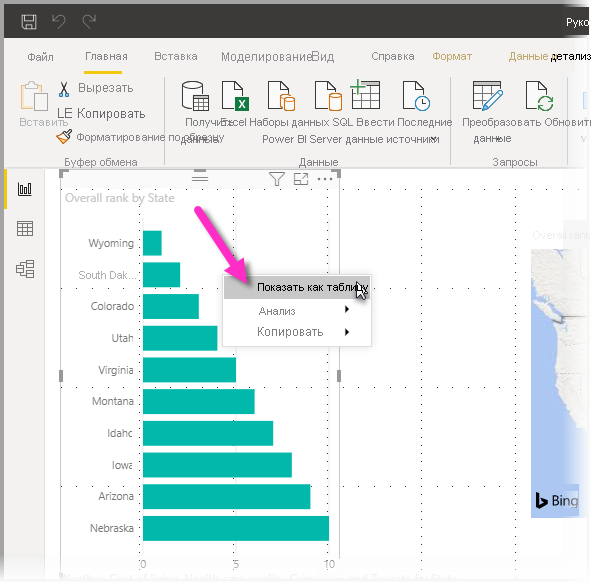 Руко
Файл Главная Вставка Моделирование Вид Справка Формат Данные детализ
Вставить
Вырезать
LE Копировать
Форматирование по образцу
Получить Excel Наборы данных SQL Ввести Последние
данные Power BI Server данные источники
Преобразовать Обновить
данные
Буфер обмена Данные Запросы
Overall rank by State
Overall rank
Wyoming
South Dak...
Colorado
Utah
Virginia
Montana
Idaho
Iowa
Arizona
Nebraska
0 5 10
Показать как таблицу
Анализ
Копировать
Bing